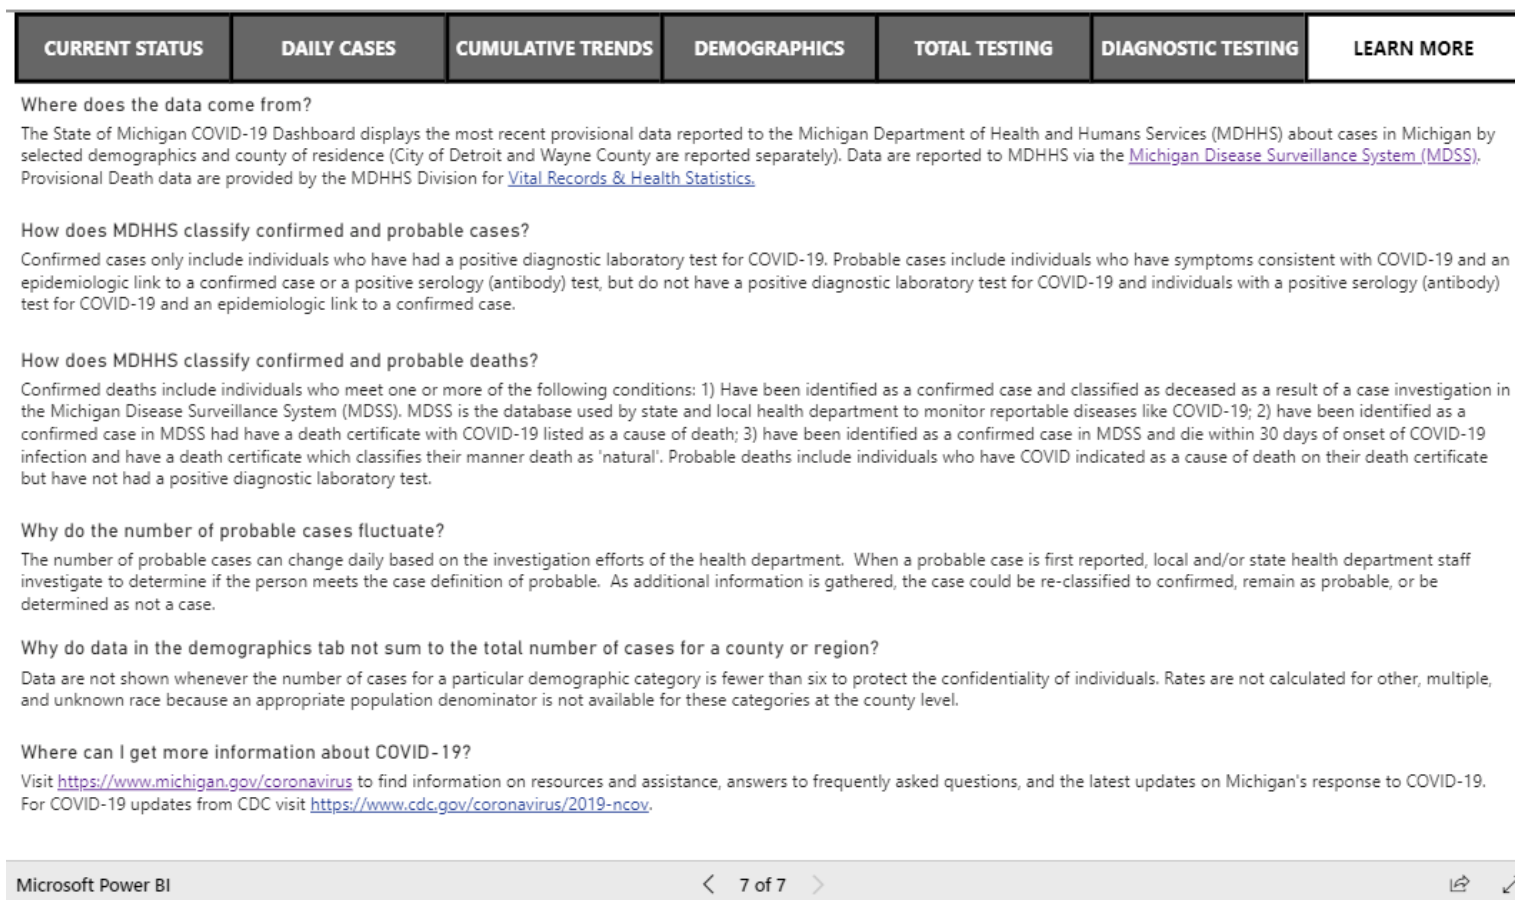 CURRENT STATUS DAILY CASES CUMULATIVE TRENDS DEMOGRAPHICS TOTAL TESTING DIAGNOSTIC TESTING LEARN MORE
Where does the data come from?
The State of Michigan COVID-19 Dashboard displays the most recent provisional data reported to the Michigan Department of Health and Humans Services (MDHHS) about cases in Michigan by
selected demographics and county of residence (City of Detroit and Wayne County are reported separately). Data are reported to MDHHS via the Michigan Disease Surveillance System (MDSS).
Provisional Death data are provided by the MDHHS Division for Vital Records & Health Statistics.
How does MDHHS classify confirmed and probable cases?
Confirmed cases only include individuals who have had a positive diagnostic laboratory test for COVID-19. Probable cases include individuals who have symptoms consistent with COVID-19 and an
epidemiologic link to a confirmed case or a positive serology (antibody) test, but do not have a positive diagnostic laboratory test for COVID-19 and individuals with a positive serology (antibody)
test for COVID-19 and an epidemiologic link to a confirmed case.
How does MDHHS classify confirmed and probable deaths?
Confirmed deaths include individuals who meet one or more of the following conditions: 1) Have been identified as a confirmed case and classified as deceased as a result of a case investigation in
the Michigan Disease Surveillance System (MDSS). MDSS is the database used by state and local health department to monitor reportable diseases like COVID-19; 2) have been identified as a
confirmed case in MDSS had have a death certificate with COVID-19 listed as a cause of death; 3) have been identified as a confirmed case in MDSS and die within 30 days of onset of COVID-19
infection and have a death certificate which classifies their manner death as 'natural'. Probable deaths include individuals who have COVID indicated as a cause of death on their death certificate
but have not had a positive diagnostic laboratory test.
Why do the number of probable cases fluctuate?
The number of probable cases can change daily based on the investigation efforts of the health department. When a probable case is first reported, local and/or state health department staff
investigate to determine if the person meets the case definition of probable. As additional information is gathered, the case could be re-classified to confirmed, remain as probable, or be
determined as not a case.
Why do data in the demographics tab not sum to the total number of cases for a county or region?
Data are not shown whenever the number of cases for a particular demographic category is fewer than six to protect the confidentiality of individuals. Rates are not calculated for other, multiple,
and unknown race because an appropriate population denominator is not available for these categories at the county level.
Where can I get more information about COVID-19?
Visit https://www.michigan.gov/coronavirus to find information on resources and assistance, answers to frequently asked questions, and the latest updates on Michigan's response to COVID-19.
For COVID-19 updates from CDC visit https://www.cdc.gov/coronavirus/2019-ncov.
Microsoft Power BI 7 of 7